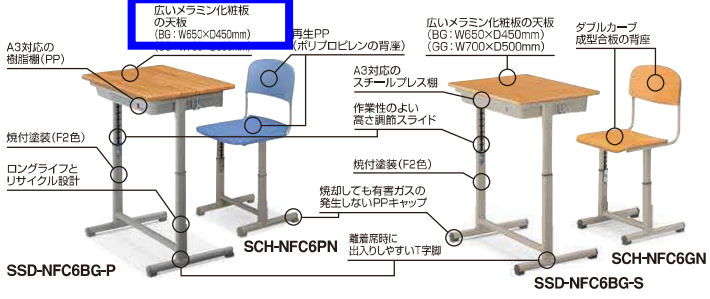 広いメラミン化粧板
の天板
(BG:W650×D450mm)
A3対応の
樹脂棚(PP)
再生PP
(ポリプロピレンの背座)
焼付塗装(F2色)
ロングライフと
リサイクル設計
SSD-NFC6BG-P
SCH-NFC6PN
広いメラミン化粧板の天板
(BG:W650×D450mm)
(GG:W700×D500mm)
A3対応の
スチールプレス棚
作業性のよい
高さ調節スライド
焼付塗装(F2色)
焼却しても有害ガスの
発生しないPPキャップ
離着席時に
出入りしやすいT字脚
ダブルカーブ
成型合板の背座
SCH-NFC6GN
SSD-NFC6BG-S